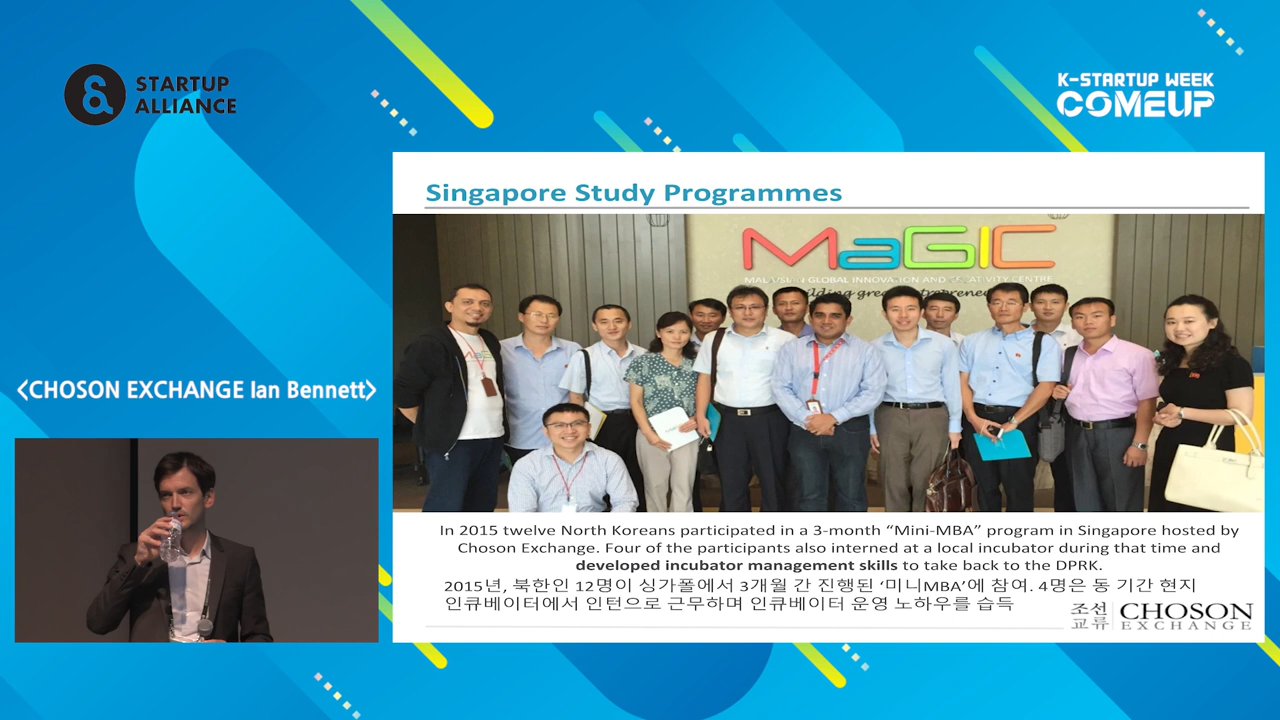 STARTUP
ALLIANCE
K-STARTUP WEEK
COMEUP
Singapore Study Programmes
MaGIC
MALAYSIAN GLOBAL INNOVATION AND CREATIVITY CENTRE
<CHOSON EXCHANGE Ian Bennett>
In 2015 twelve North Koreans participated in a 3-month “Mini-MBA” program in Singapore hosted by
Choson Exchange. Four of the participants also interned at a local incubator during that time and
developed incubator management skills to take back to the DPRK.
2015년, 북한인 12명이 싱가폴에서 3개월 간 진행된 ‘미니MBA’에 참여. 4명은 동 기간 현지
인큐베이터에서 인턴으로 근무하며 인큐베이터 운영 노하우를 습득
조선
교류
CHOSON
EXCHANGE